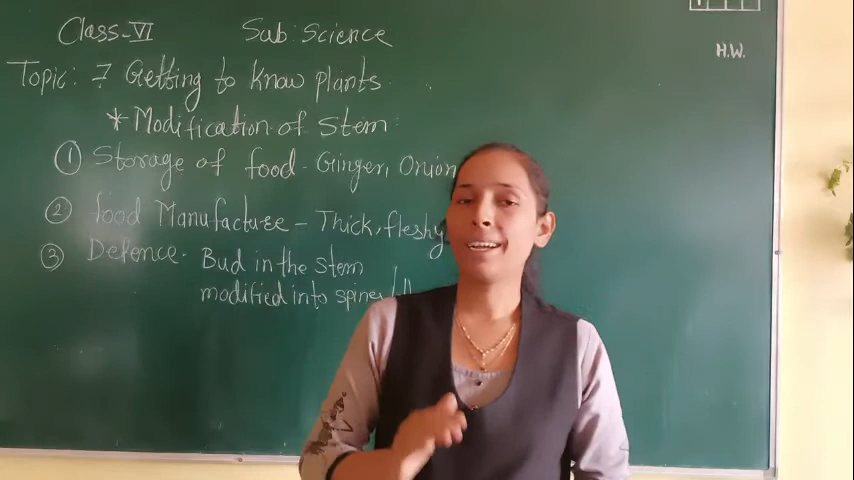 Class-VI Sub: Science
H.W.
Topic: 7 Getting to Know plants
* Modification of Stem:
① Storage of food - Ginger, Onion
② food Manufacture - Thick, fleshy
③ Defence. Bud in the stem
modified into spines